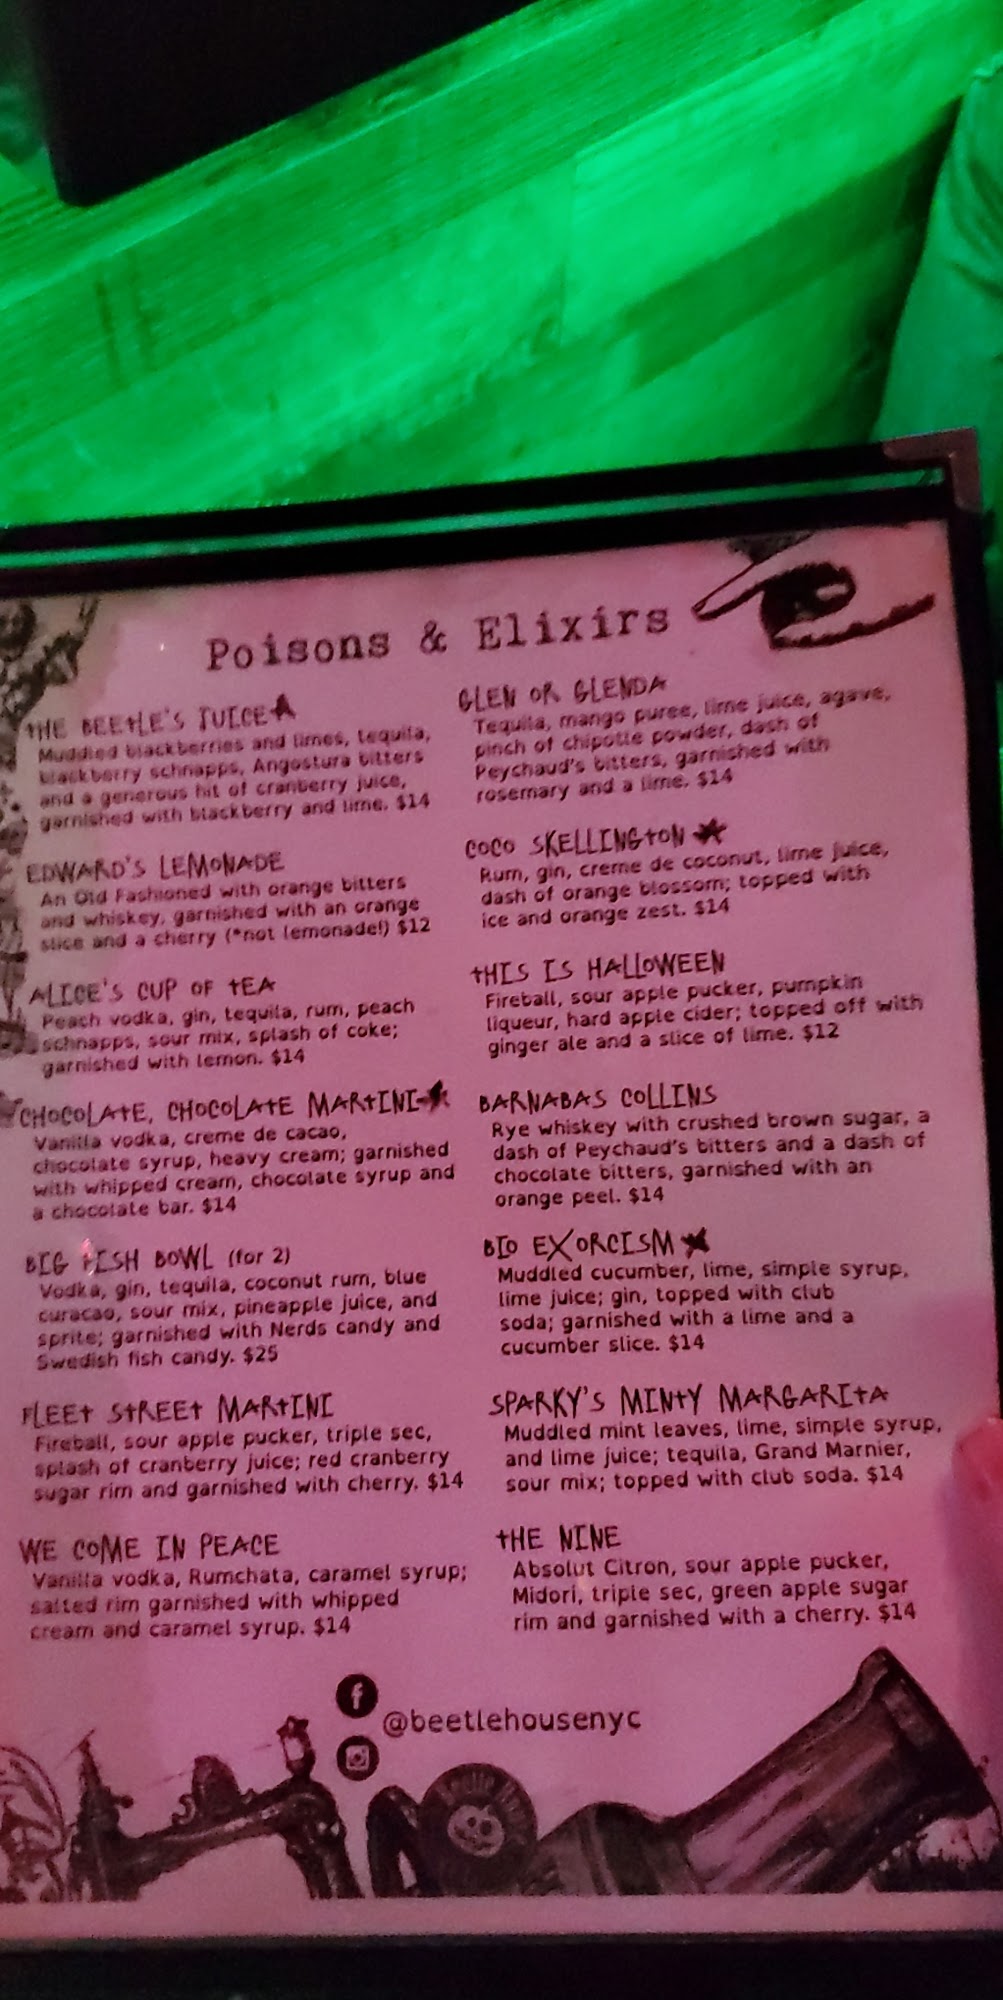 Poisons & Elixirs
THE BEETLE'S JUICE
Muddled blackberries and limes, tequila,
blackberry schnapps, Angostura bitters
and a generous hit of cranberry juice,
garnished with blackberry and lime. $14
EDWARD'S LEMONADE
An Old Fashioned with orange bitters
and whiskey, garnished with an orange
slice and a cherry (*not lemonade!) $12
ALICE'S CUP OF TEA
Peach vodka, gin, tequila, rum, peach
schnapps, sour mix, splash of coke;
garnished with lemon. $14
CHOCOLATE, CHOCOLATE MARTINI
Vanilla vodka, creme de cacao,
chocolate syrup, heavy cream; garnished
with whipped cream, chocolate syrup and
a chocolate bar. $14
BIG FISH BOWL (for 2)
Vodka, gin, tequila, coconut rum, blue
curacao, sour mix, pineapple juice, and
sprite; garnished with Nerds candy and
Swedish fish candy. $25
FLEET STREET MARTINI
Fireball, sour apple pucker, triple sec,
splash of cranberry juice; red cranberry
sugar rim and garnished with cherry. $14
WE COME IN PEACE
Vanilla vodka, Rumchata, caramel syrup;
salted rim garnished with whipped
cream and caramel syrup. $14
GLEN OR GLENDA
Tequila, mango puree, lime juice, agave,
pinch of chipotle powder, dash of
Peychaud's bitters, garnished with
rosemary and a lime. $14
COCO SKELLINGTON
Rum, gin, creme de coconut, lime juice,
dash of orange blossom; topped with
ice and orange zest. $14
THIS IS HALLOWEEN
Fireball, sour apple pucker, pumpkin
liqueur, hard apple cider; topped off with
ginger ale and a slice of lime. $12
BARNABAS COLLINS
Rye whiskey with crushed brown sugar, a
dash of Peychaud's bitters and a dash of
chocolate bitters, garnished with an
orange peel. $14
BIO EXORCISM
Muddled cucumber, lime, simple syrup,
lime juice; gin, topped with club
soda; garnished with a lime and a
cucumber slice. $14
SPARKY'S MINTY MARGARITA
Muddled mint leaves, lime, simple syrup,
and lime juice; tequila, Grand Marnier,
sour mix; topped with club soda. $14
THE NINE
Absolut Citron, sour apple pucker,
Midori, triple sec, green apple sugar
rim and garnished with a cherry. $14
@beetlehousenyc